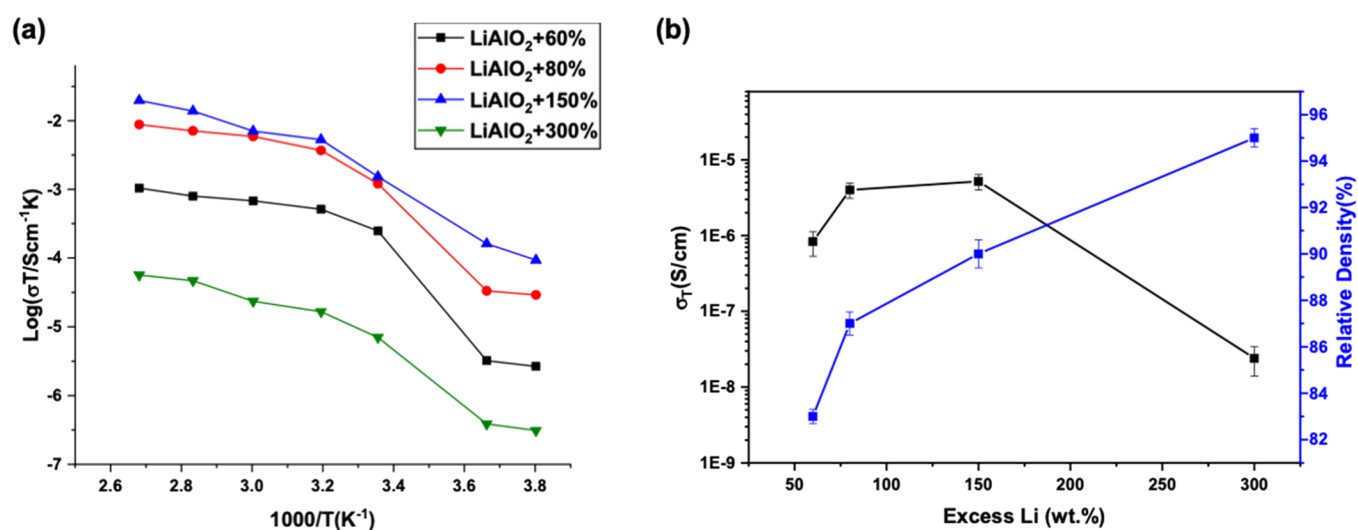 (a)
LiAlO₂+60%
LiAlO₂+80%
LiAlO₂+150%
LiAlO₂+300%
Log(σT/Scm⁻¹K)
-2
-3
-4
-5
-6
-7
2.6 2.8 3.0 3.2 3.4 3.6 3.8
1000/T(K⁻¹)
(b)
σT(S/cm)
1E-5
1E-6
1E-7
1E-8
1E-9
50 100 150 200 250 300
Excess Li (wt.%)
96
94
92
90
88
86
84
82
Relative Density(%)